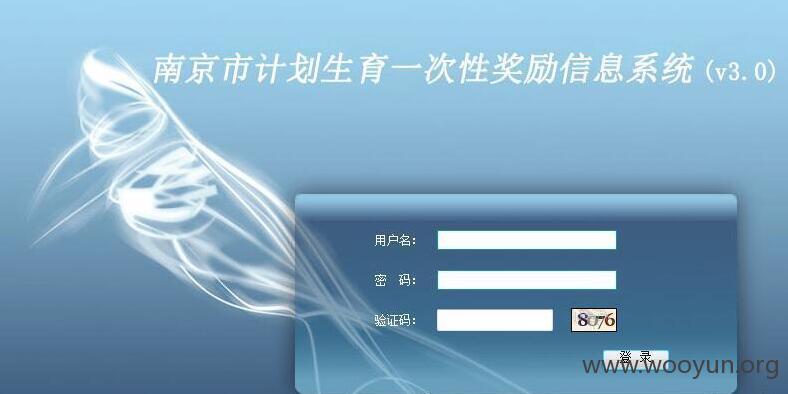 南京市计划生育一次性奖励信息系统 (v3.0)
用户名：
密 码：
验证码： 8076
登 录
www.wooyun.org